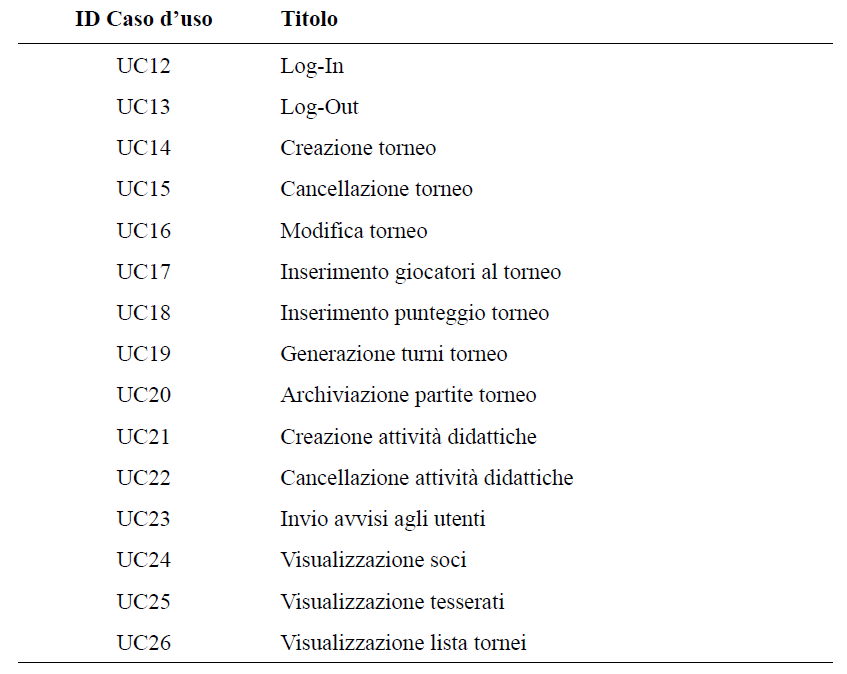 ID Caso d’uso Titolo
UC12 Log-In
UC13 Log-Out
UC14 Creazione torneo
UC15 Cancellazione torneo
UC16 Modifica torneo
UC17 Inserimento giocatori al torneo
UC18 Inserimento punteggio torneo
UC19 Generazione turni torneo
UC20 Archiviazione partite torneo
UC21 Creazione attività didattiche
UC22 Cancellazione attività didattiche
UC23 Invio avvisi agli utenti
UC24 Visualizzazione soci
UC25 Visualizzazione tesserati
UC26 Visualizzazione lista tornei